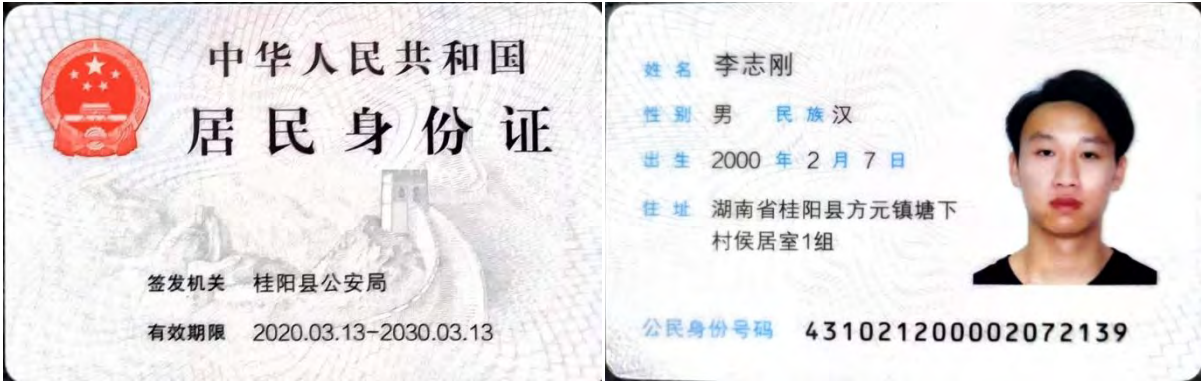 中华人民共和国
居民身份证
签发机关 桂阳县公安局
有效期限 2020.03.13-2030.03.13
姓名 李志刚
性别 男 民族 汉
出生 2000 年 2 月 7 日
住址 湖南省桂阳县方元镇塘下
村侯居室1组
公民身份号码 431021200002072139